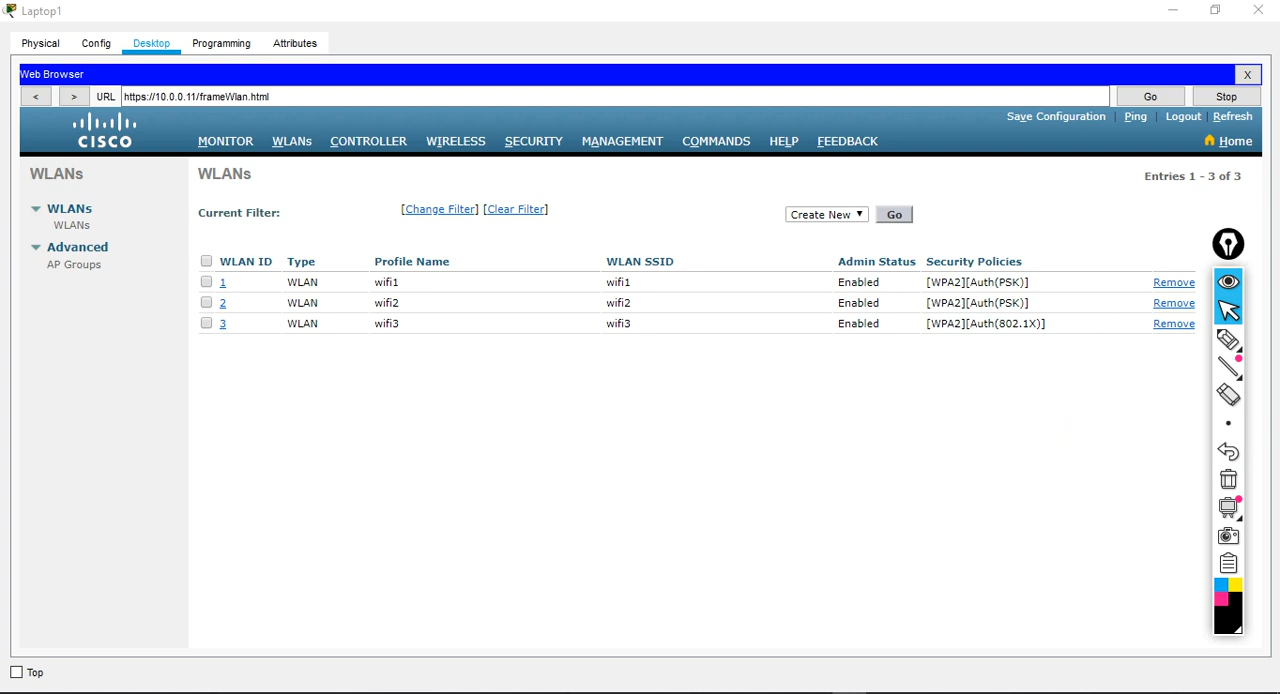 Laptop1
Physical Config Desktop Programming Attributes
Web Browser X
< > URL https://10.0.0.11/frameWlan.html Go Stop
Save Configuration Ping Logout Refresh
CISCO
MONITOR WLANs CONTROLLER WIRELESS SECURITY MANAGEMENT COMMANDS HELP FEEDBACK Home
WLANs
WLANs
WLANs
Advanced
AP Groups
WLANs
Entries 1 - 3 of 3
Current Filter: [Change Filter] [Clear Filter] Create New Go
WLAN ID Type Profile Name WLAN SSID Admin Status Security Policies
1 WLAN wifi1 wifi1 Enabled [WPA2][Auth(PSK)] Remove
2 WLAN wifi2 wifi2 Enabled [WPA2][Auth(PSK)] Remove
3 WLAN wifi3 wifi3 Enabled [WPA2][Auth(802.1X)] Remove
Top